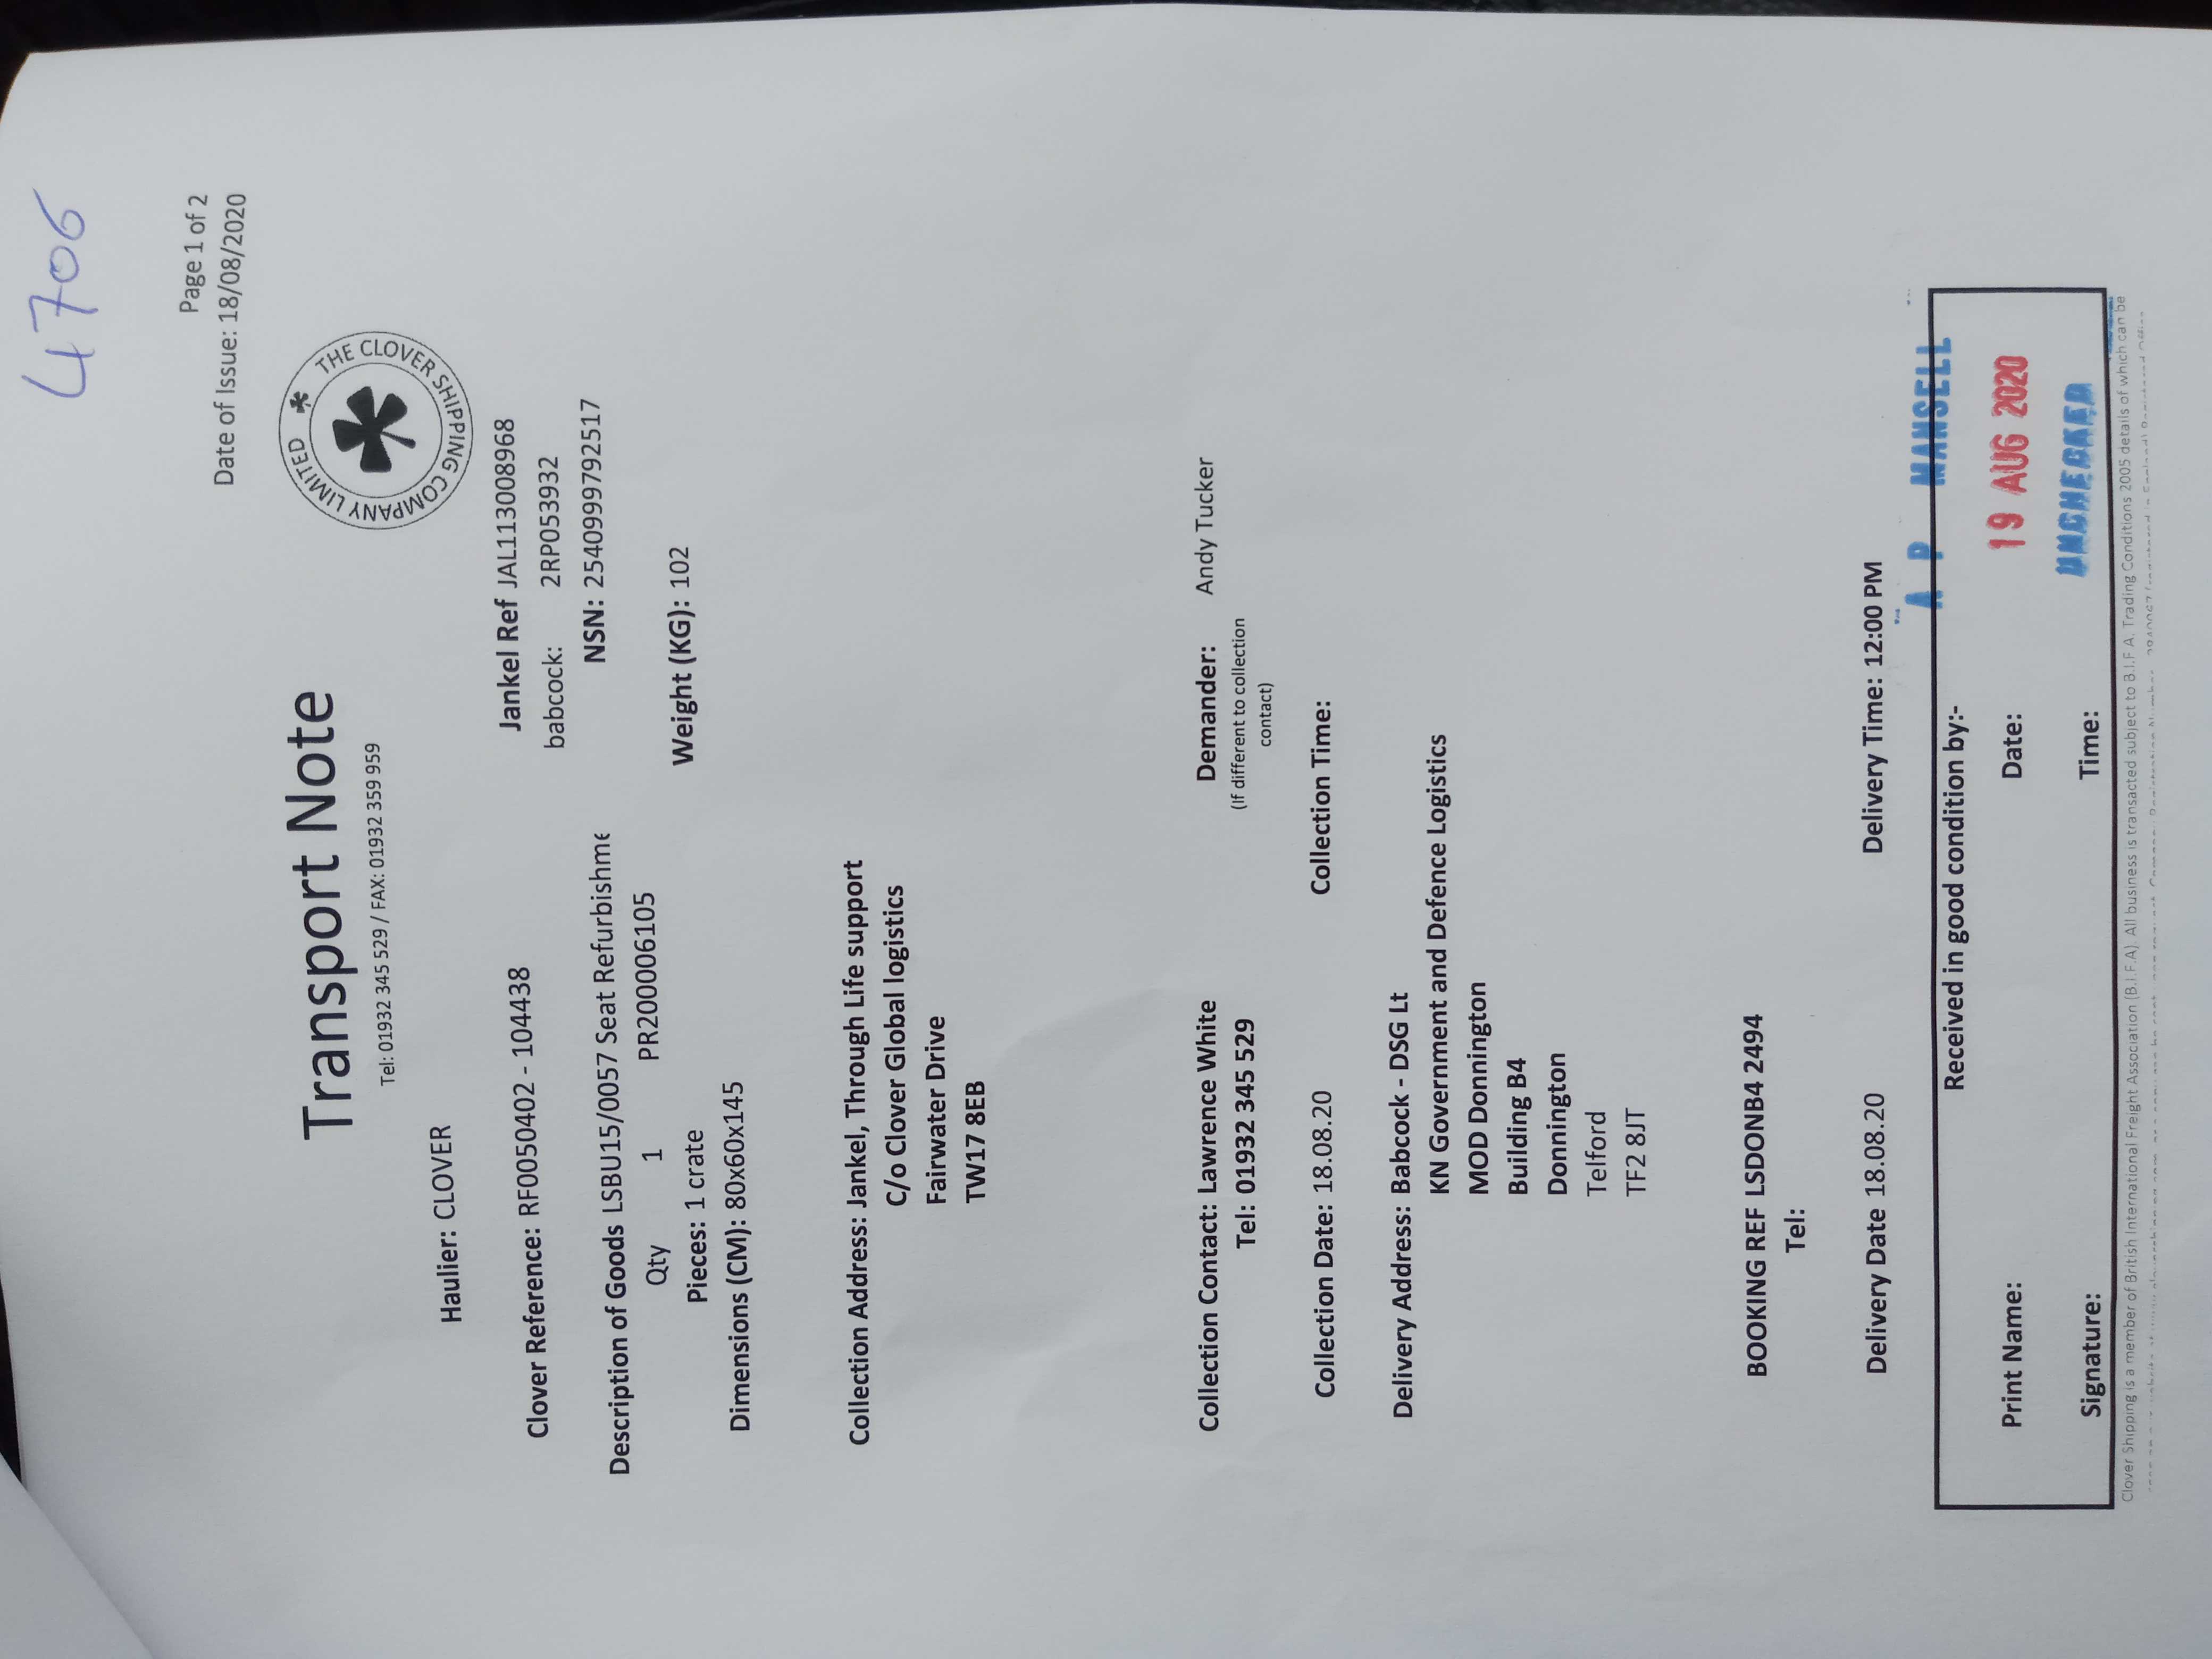 4706
Page 1 of 2
Date of Issue: 18/08/2020
Transport Note
Tel: 01932 345 529 / FAX: 01932 359 959
THE CLOVER SHIPPING COMPANY LIMITED *
Haulier: CLOVER
Clover Reference: RF0050402 - 104438 Jankel Ref JAL1113008968
babcock: 2RP053932
Description of Goods LSBU15/0057 Seat Refurbishme NSN: 2540999792517
Qty 1 PR2000006105
Pieces: 1 crate Weight (KG): 102
Dimensions (CM): 80x60x145
Collection Address: Jankel, Through Life support
C/o Clover Global logistics
Fairwater Drive
TW17 8EB
Collection Contact: Lawrence White Demander: Andy Tucker
Tel: 01932 345 529 (If different to collection
contact)
Collection Date: 18.08.20 Collection Time:
Delivery Address: Babcock - DSG Lt
KN Government and Defence Logistics
MOD Donnington
Building B4
Donnington
Telford
TF2 8JT
BOOKING REF LSDONB4 2494
Tel:
Delivery Date 18.08.20 Delivery Time: 12:00 PM
A P MANSELL
Received in good condition by:-
Print Name: Date: 19 AUG 2020
Signature: Time:
Clover Shipping is a member of British International Freight Association (B.I.F.A). All business is transacted subject to B.I.F.A. Trading Conditions 2005 details of which can be